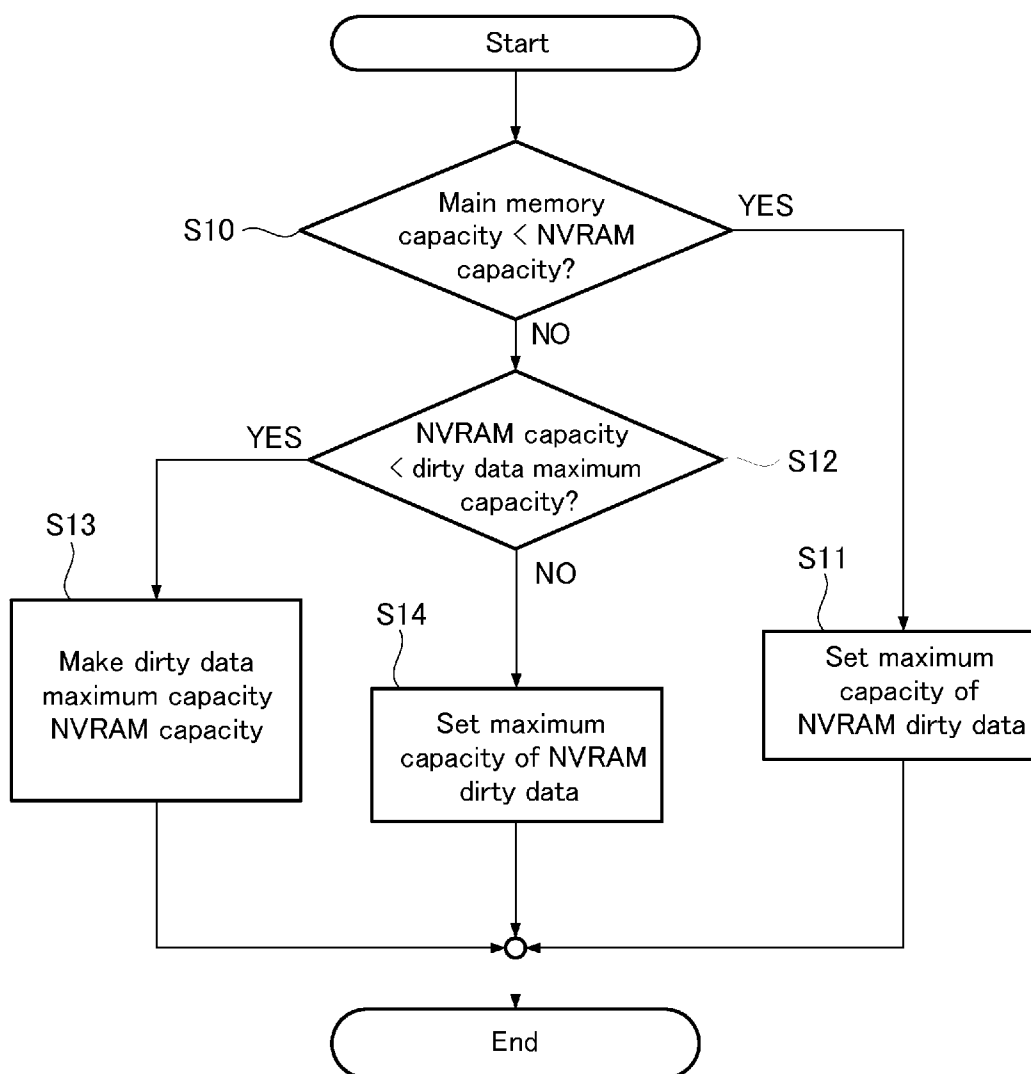 Start
Main memory
capacity < NVRAM
capacity?
S10
YES
NO
NVRAM capacity
< dirty data maximum
capacity?
S12
YES
NO
S13
Make dirty data
maximum capacity
NVRAM capacity
S14
Set maximum
capacity of NVRAM
dirty data
S11
Set maximum
capacity of
NVRAM dirty data
End